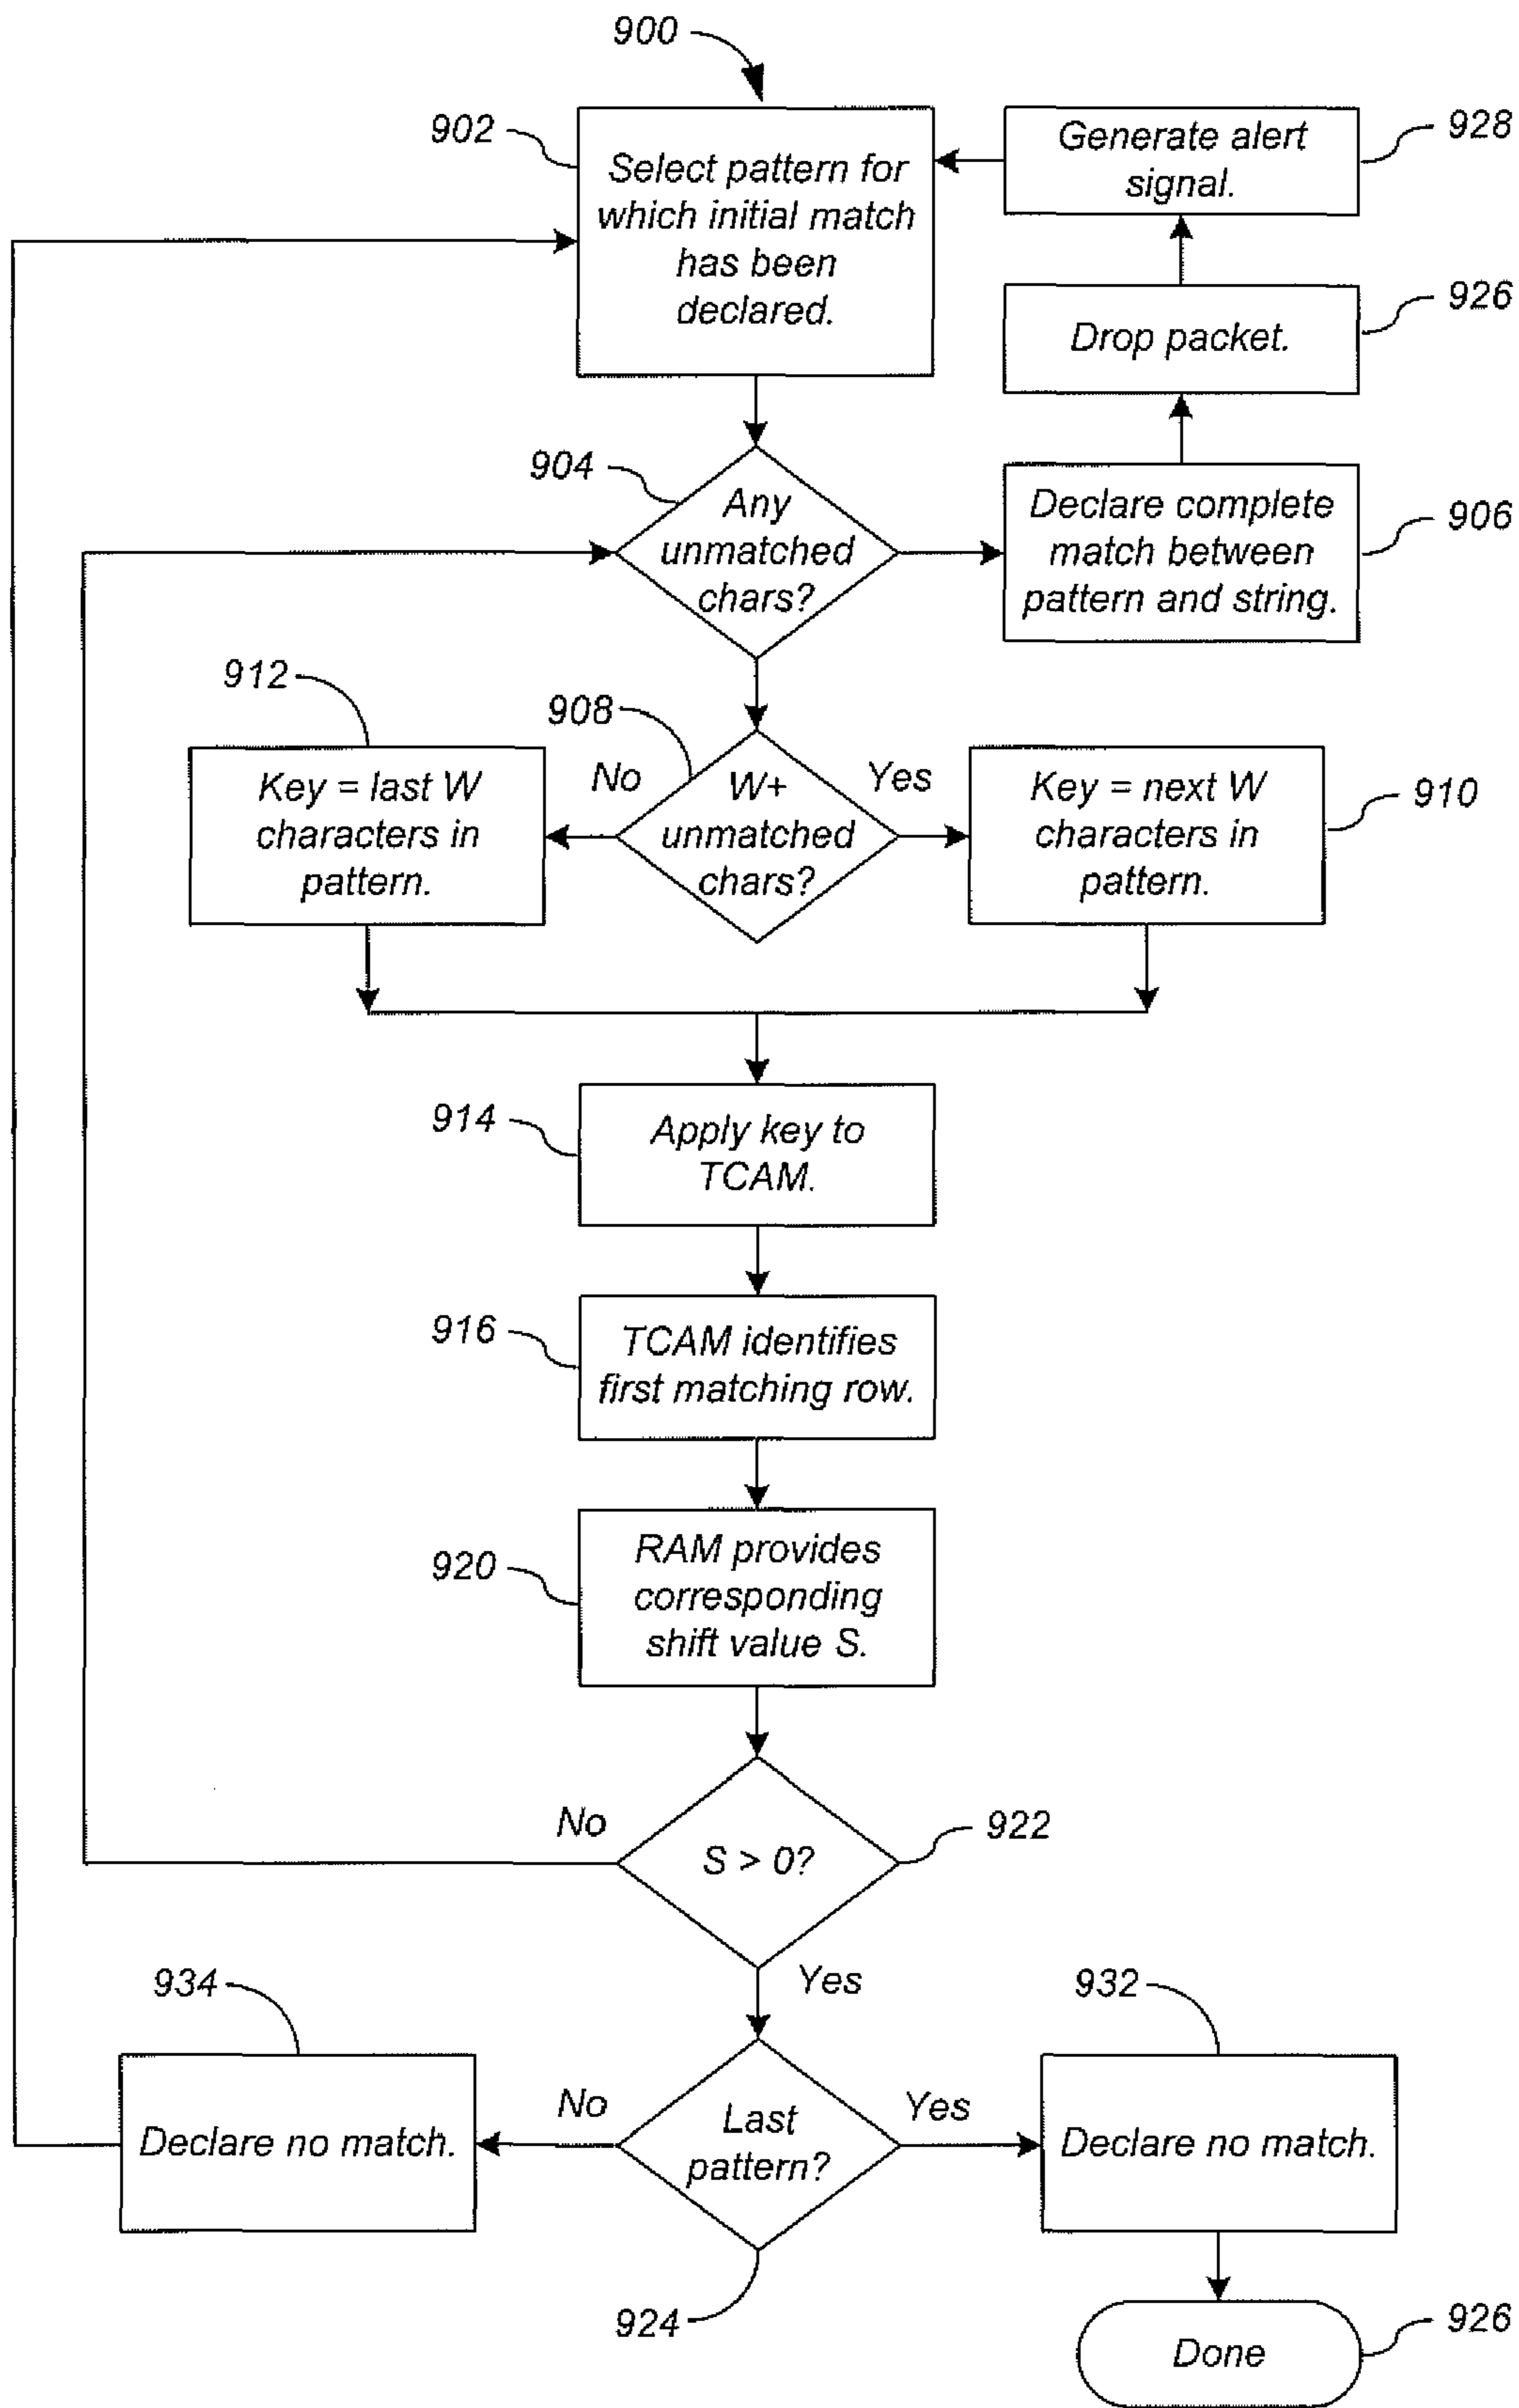 900
902
Select pattern for
which initial match
has been
declared.
Generate alert
signal.
928
Drop packet.
926
904
Any
unmatched
chars?
Declare complete
match between
pattern and string.
906
912
908
Key = last W
characters in
pattern.
No
W+
unmatched
chars?
Yes
Key = next W
characters in
pattern.
910
914
Apply key to
TCAM.
916
TCAM identifies
first matching row.
920
RAM provides
corresponding
shift value S.
No
S > 0?
922
Yes
934
932
Declare no match.
No
Last
pattern?
Yes
Declare no match.
924
Done
926